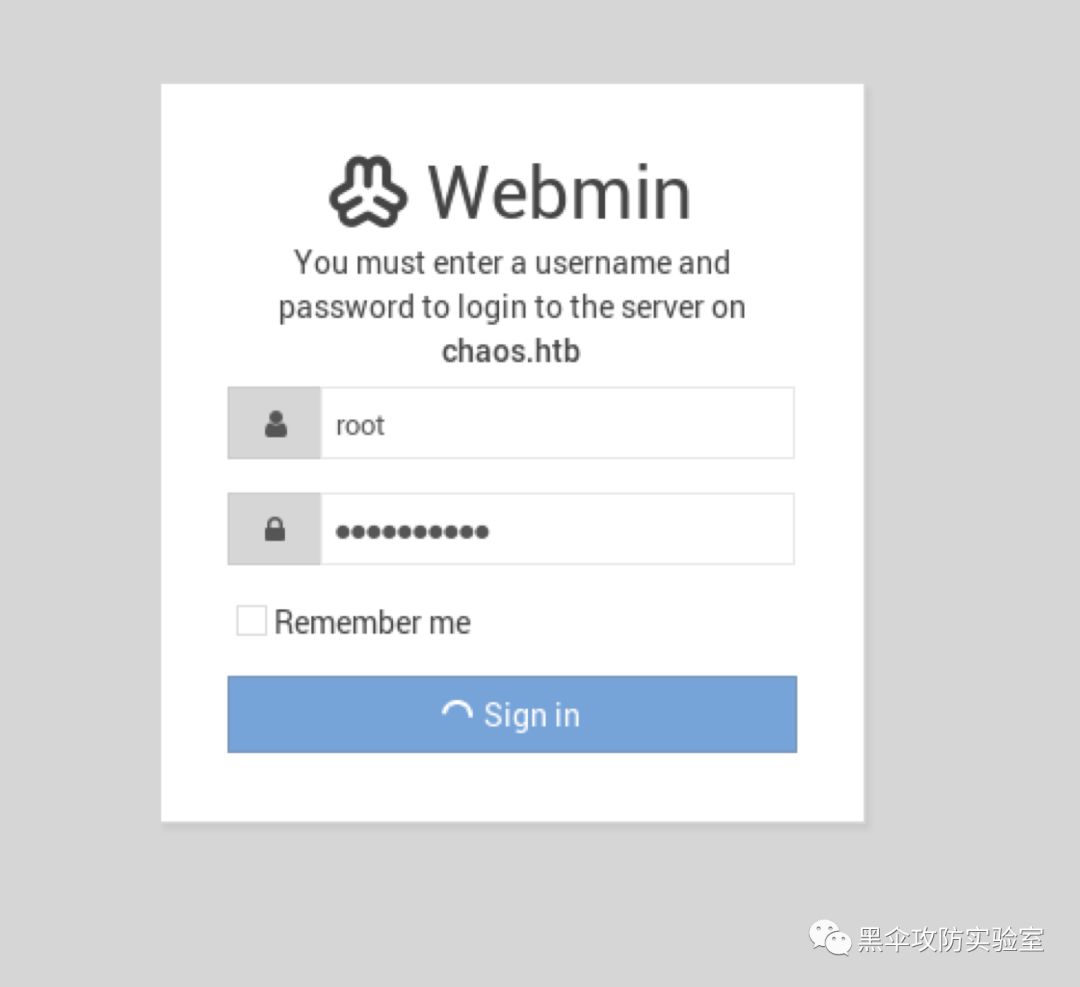 Webmin
You must enter a username and
password to login to the server on
chaos.htb
root
••••••••••
Remember me
Sign in
黑伞攻防实验室